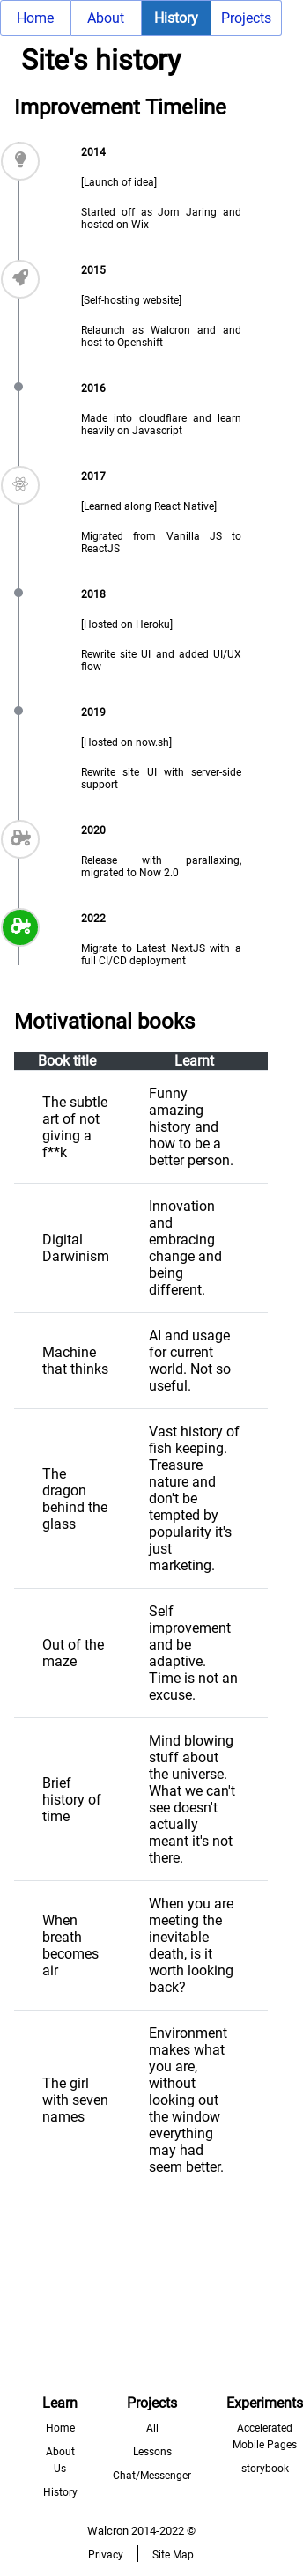 Home About History Projects
Site's history
Improvement Timeline
2014
[Launch of idea]
Started off as Jom Jaring and
hosted on Wix
2015
[Self-hosting website]
Relaunch as Walcron and and
host to Openshift
2016
Made into cloudflare and learn
heavily on Javascript
2017
[Learned along React Native]
Migrated from Vanilla JS to
ReactJS
2018
[Hosted on Heroku]
Rewrite site UI and added UI/UX
flow
2019
[Hosted on now.sh]
Rewrite site UI with server-side
support
2020
Release with parallaxing,
migrated to Now 2.0
2022
Migrate to Latest NextJS with a
full CI/CD deployment
Motivational books
Book title Learnt
The subtle
art of not
giving a
f**k
Funny
amazing
history and
how to be a
better person.
Digital
Darwinism
Innovation
and
embracing
change and
being
different.
Machine
that thinks
AI and usage
for current
world. Not so
useful.
The
dragon
behind the
glass
Vast history of
fish keeping.
Treasure
nature and
don't be
tempted by
popularity it's
just
marketing.
Out of the
maze
Self
improvement
and be
adaptive.
Time is not an
excuse.
Brief
history of
time
Mind blowing
stuff about
the universe.
What we can't
see doesn't
actually
meant it's not
there.
When
breath
becomes
air
When you are
meeting the
inevitable
death, is it
worth looking
back?
The girl
with seven
names
Environment
makes what
you are,
without
looking out
the window
everything
may had
seem better.
Learn
Home
About
Us
History
Projects
All
Lessons
Chat/Messenger
Experiments
Accelerated
Mobile Pages
storybook
Walcron 2014-2022 ©
Privacy Site Map